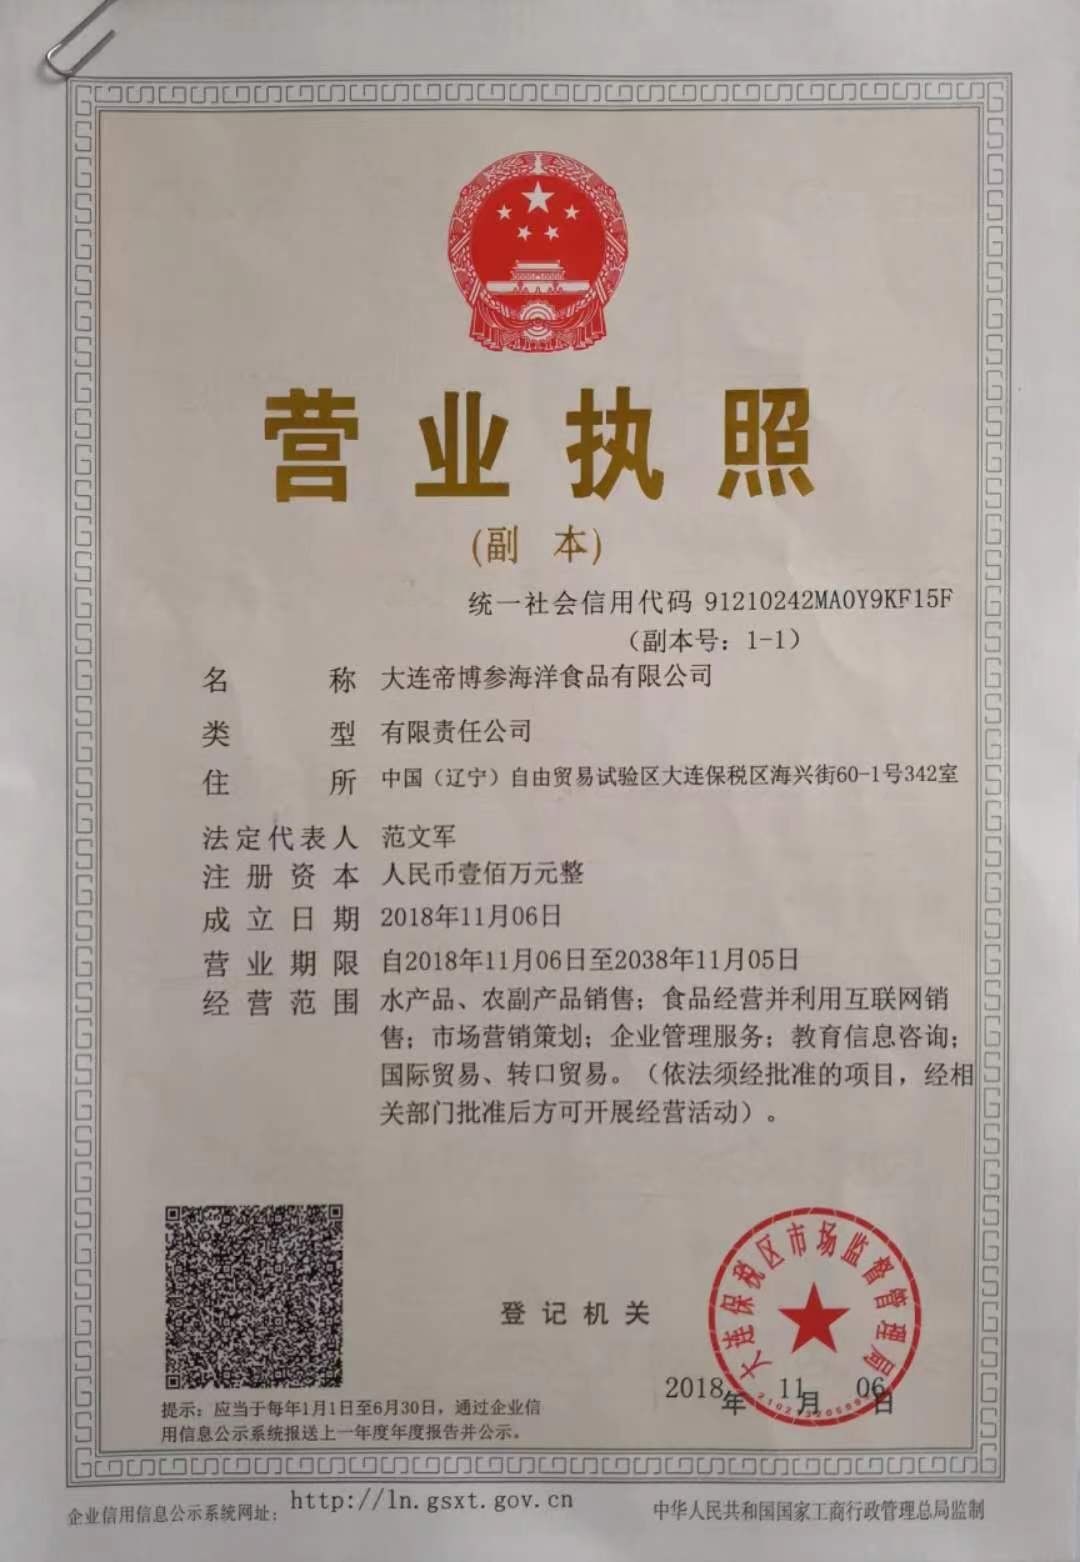 营业执照
(副 本)
统一社会信用代码 91210242MA0Y9KF15F
（副本号：1-1）
名 称 大连帝博参海洋食品有限公司
类 型 有限责任公司
住 所 中国（辽宁）自由贸易试验区大连保税区海兴街60-1号342室
法定代表人 范文军
注册资本 人民币壹佰万元整
成立日期 2018年11月06日
营业期限 自2018年11月06日至2038年11月05日
经营范围 水产品、农副产品销售；食品经营并利用互联网销
售；市场营销策划；企业管理服务；教育信息咨询；
国际贸易、转口贸易。（依法须经批准的项目，经相
关部门批准后方可开展经营活动）。
大连保税区市场监督管理局
登记机关
2018年 11月 06日
提示：应当于每年1月1日至6月30日，通过企业信
用信息公示系统报送上一年度年度报告并公示。
企业信用信息公示系统网址： http://ln.gsxt.gov.cn
中华人民共和国国家工商行政管理总局监制